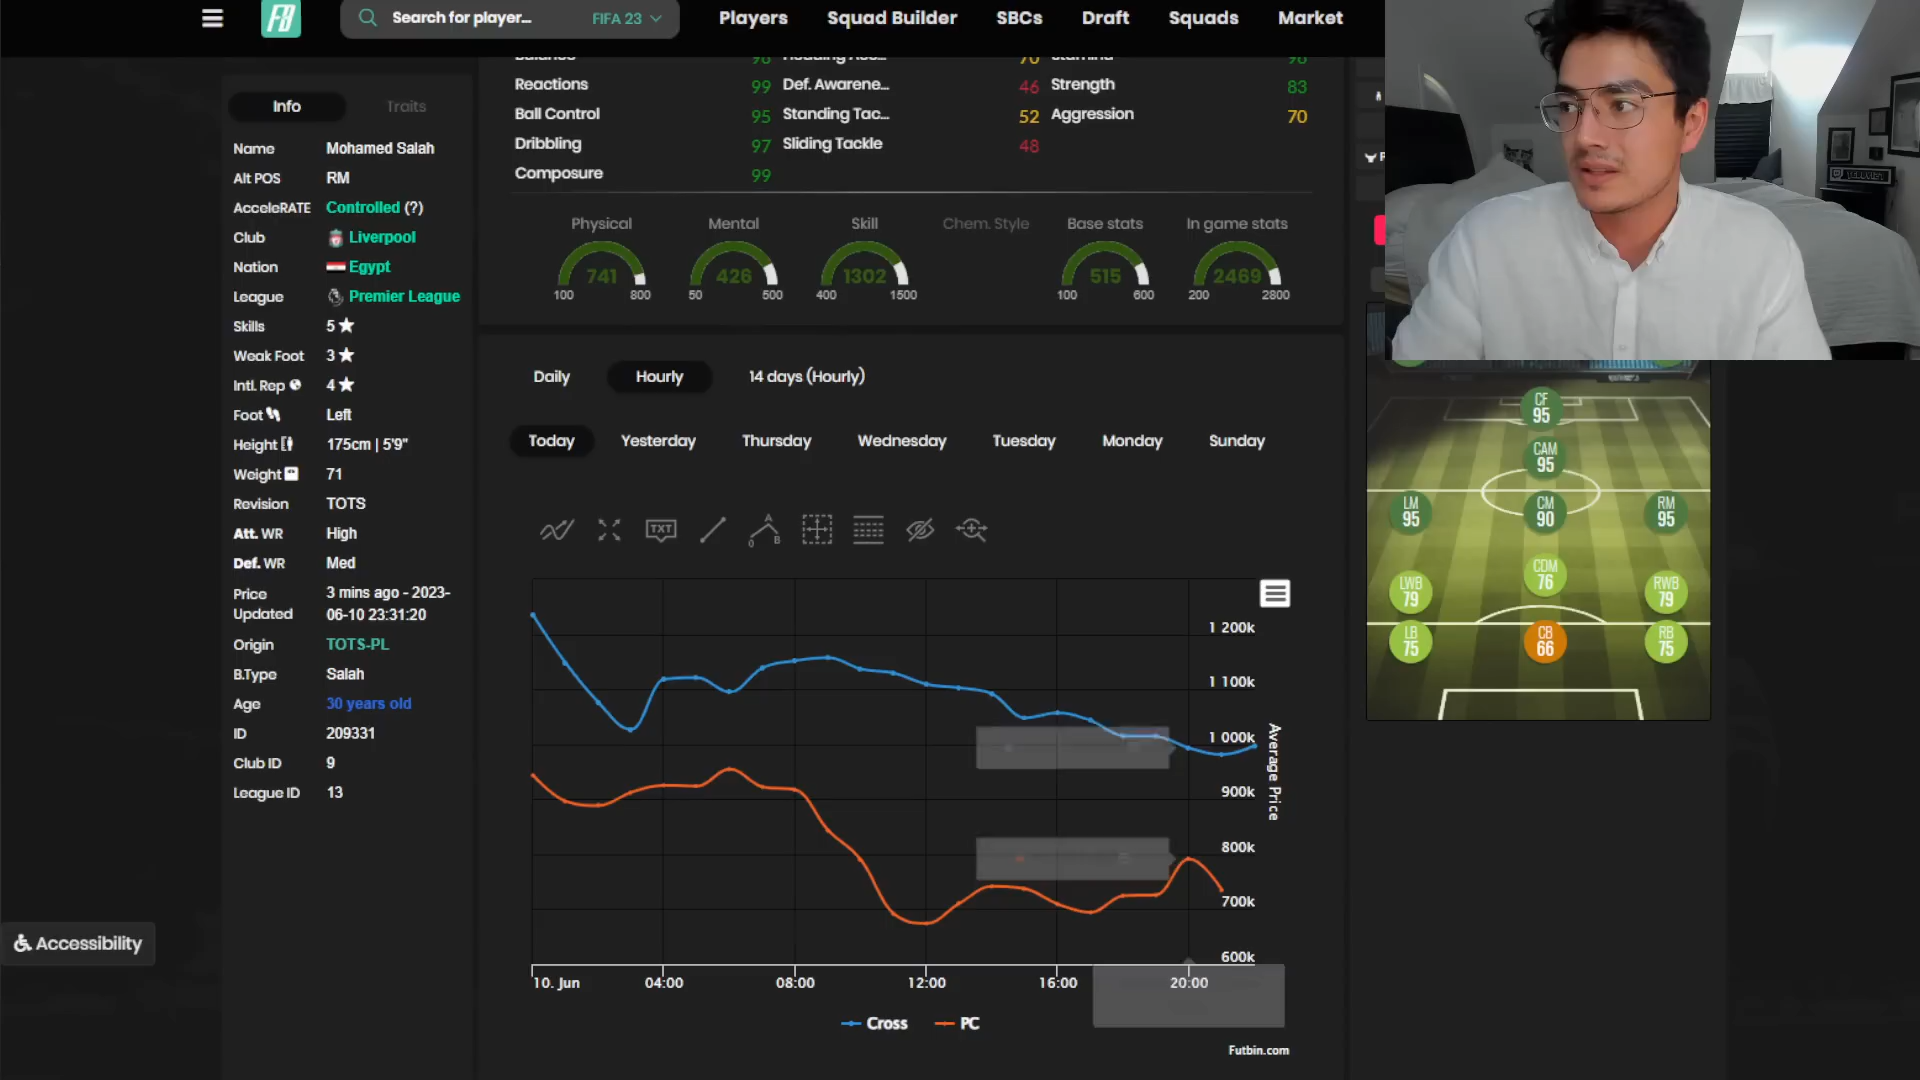 Search for player...
FIFA 23
Players
Squad Builder
SBCs
Draft
Squads
Market
Info
Traits
Name Mohamed Salah
Alt POS RM
AcceleRATE Controlled (?)
Club Liverpool
Nation Egypt
League Premier League
Skills 5
Weak Foot 3
Intl. Rep 4
Foot Left
Height 175cm | 5'9"
Weight 71
Revision TOTS
Att. WR High
Def. WR Med
Price Updated 3 mins ago - 2023-
06-10 23:31:20
Origin TOTS-PL
B.Type Salah
Age 30 years old
ID 209331
Club ID 9
League ID 13
Accessibility
Reactions 99 Def. Awarene... 46 Strength 83
Ball Control 95 Standing Tac... 52 Aggression 70
Dribbling 97 Sliding Tackle 48
Composure 99
Physical
741
100 800
Mental
426
50 500
Skill
1302
400 1500
Chem. Style
Base stats
515
100 600
In game stats
2469
200 2800
Daily
Hourly
14 days (Hourly)
Today
Yesterday
Thursday
Wednesday
Tuesday
Monday
Sunday
TXT
A
0 B
1 200k
1 100k
1 000k
900k
800k
700k
600k
Average Price
10. Jun
04:00
08:00
12:00
16:00
20:00
Cross
PC
Futbin.com
CF
95
CAM
95
LM
95
CM
90
RM
95
CDM
76
LWB
79
RWB
79
LB
75
CB
66
RB
75